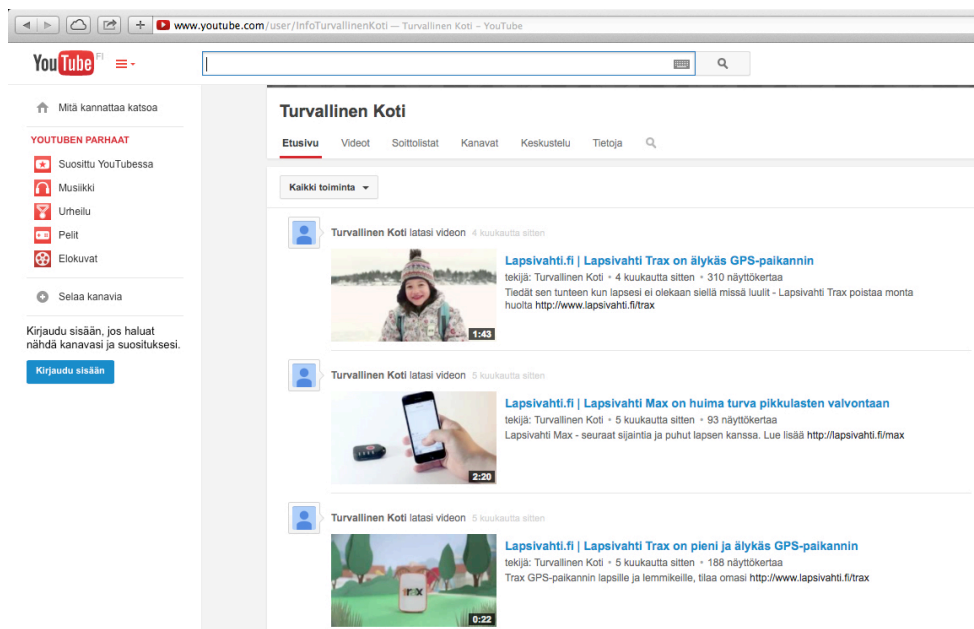 www.youtube.com/user/InfoTurvallinenKoti — Turvallinen Koti – YouTube
YouTube FI
Mitä kannattaa katsoa
YOUTUBEN PARHAAT
Suosittu YouTubessa
Musiikki
Urheilu
Pelit
Elokuvat
Selaa kanavia
Kirjaudu sisään, jos haluat
nähdä kanavasi ja suosituksesi.
Kirjaudu sisään
Turvallinen Koti
Etusivu Videot Soittolistat Kanavat Keskustelu Tietoja
Kaikki toiminta
Turvallinen Koti latasi videon 4 kuukautta sitten
1:43
Lapsivahti.fi | Lapsivahti Trax on älykäs GPS-paikannin
tekijä: Turvallinen Koti • 4 kuukautta sitten • 310 näyttökertaa
Tiedät sen tunteen kun lapsesi ei olekaan siellä missä luulit - Lapsivahti Trax poistaa monta
huolta http://www.lapsivahti.fi/trax
Turvallinen Koti latasi videon 5 kuukautta sitten
2:20
Lapsivahti.fi | Lapsivahti Max on huima turva pikkulasten valvontaan
tekijä: Turvallinen Koti • 5 kuukautta sitten • 93 näyttökertaa
Lapsivahti Max - seuraat sijaintia ja puhut lapsen kanssa. Lue lisää http://lapsivahti.fi/max
Turvallinen Koti latasi videon 5 kuukautta sitten
trax
0:22
Lapsivahti.fi | Lapsivahti Trax on pieni ja älykäs GPS-paikannin
tekijä: Turvallinen Koti • 5 kuukautta sitten • 188 näyttökertaa
Trax GPS-paikannin lapsille ja lemmikeille, tilaa omasi http://www.lapsivahti.fi/trax